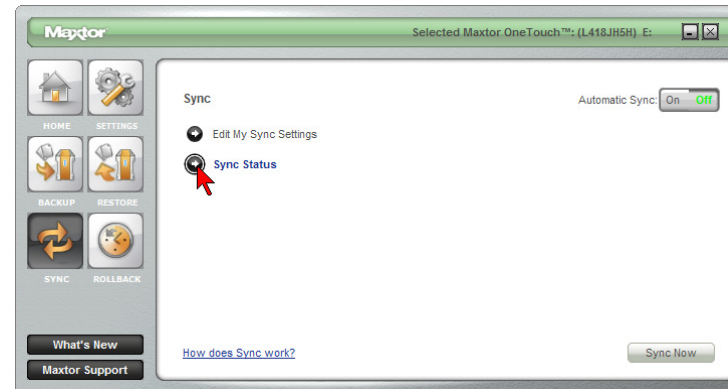 Maxtor
Selected Maxtor OneTouch™: (L418JH5H) E:
HOME SETTINGS
BACKUP RESTORE
SYNC ROLLBACK
What's New
Maxtor Support
Sync
Automatic Sync: On Off
Edit My Sync Settings
Sync Status
How does Sync work?
Sync Now